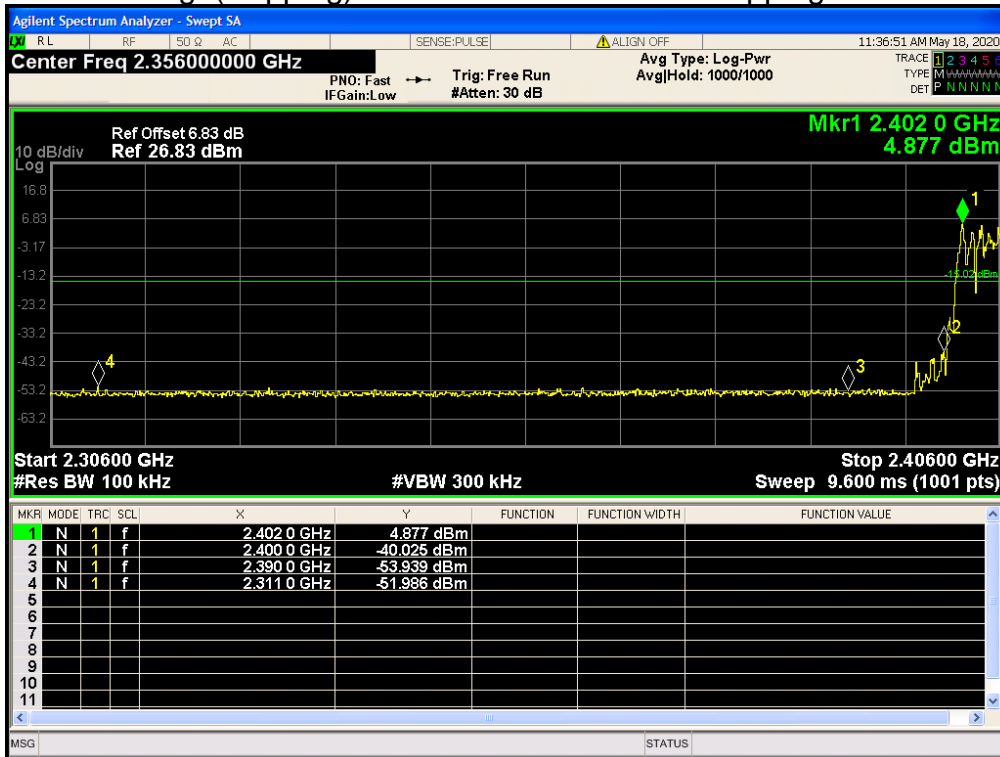 Agilent Spectrum Analyzer - Swept SA
LXI RL RF 50 Ω AC SENSE:PULSE ALIGN OFF 11:36:51 AM May 18, 2020
Center Freq 2.356000000 GHz Avg Type: Log-Pwr TRACE 1 2 3 4 5 6
PNO: Fast Trig: Free Run Avg|Hold: 1000/1000 TYPE M
IFGain:Low #Atten: 30 dB DET P N N N N N
Mkr1 2.402 0 GHz
Ref Offset 6.83 dB 4.877 dBm
10 dB/div Ref 26.83 dBm
Log
16.8
1
6.83
-3.17
-13.2
-15.02 dBm
-23.2
-33.2
2
-43.2
4
3
-53.2
-63.2
Start 2.30600 GHz Stop 2.40600 GHz
#Res BW 100 kHz #VBW 300 kHz Sweep 9.600 ms (1001 pts)
MKR MODE TRC SCL X Y FUNCTION FUNCTION WIDTH FUNCTION VALUE
1 N 1 f 2.402 0 GHz 4.877 dBm
2 N 1 f 2.400 0 GHz -40.025 dBm
3 N 1 f 2.390 0 GHz -53.939 dBm
4 N 1 f 2.311 0 GHz -51.986 dBm
5
6
7
8
9
10
11
MSG STATUS